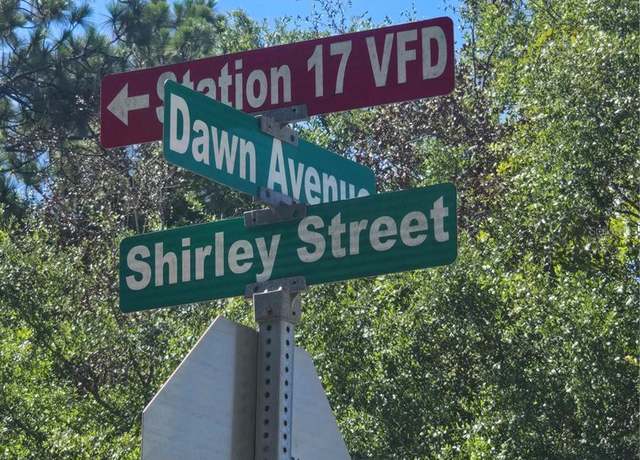 Station 17 VFD
Dawn Avenue
Shirley Street